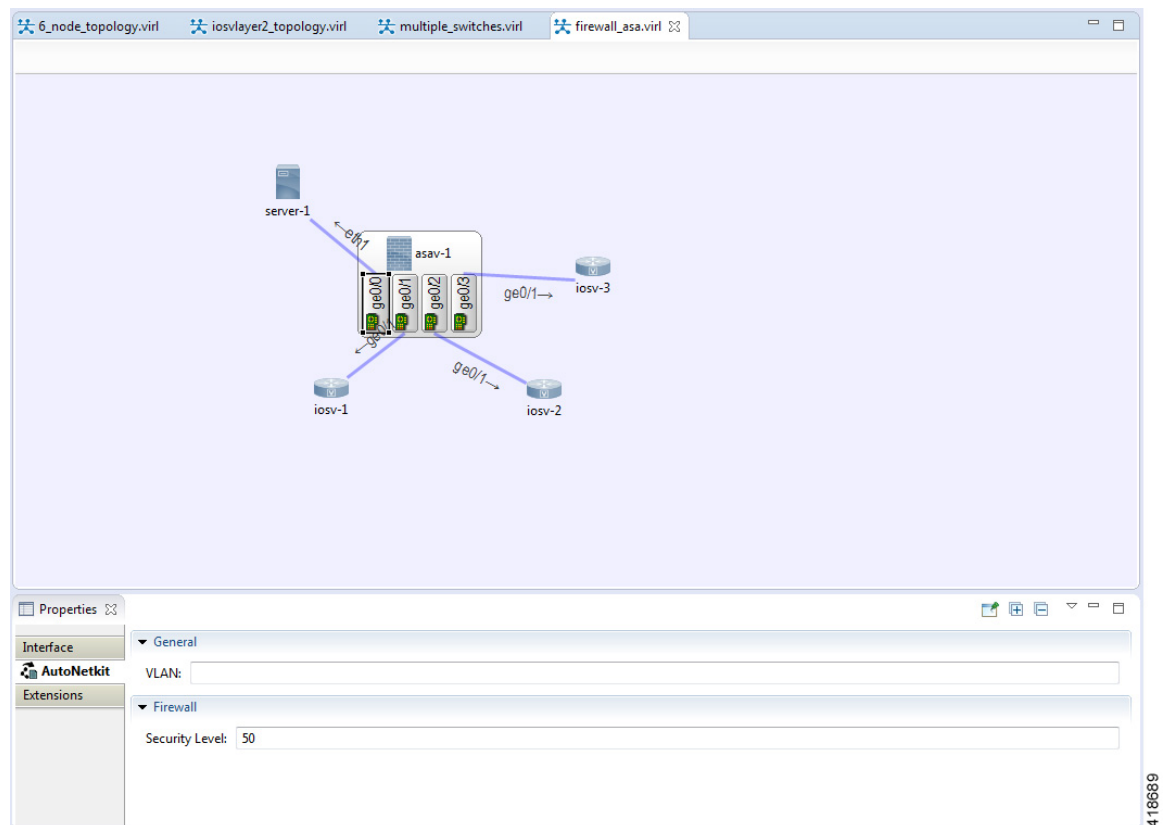 6_node_topology.virl
iosvlayer2_topology.virl
multiple_switches.virl
firewall_asa.virl
server-1
eth1
asav-1
ge0/0
ge0/1
ge0/2
ge0/3
ge0/1
iosv-3
ge0/1
ge0/1
iosv-1
iosv-2
Properties
Interface
AutoNetkit
Extensions
General
VLAN:
Firewall
Security Level: 50
418689